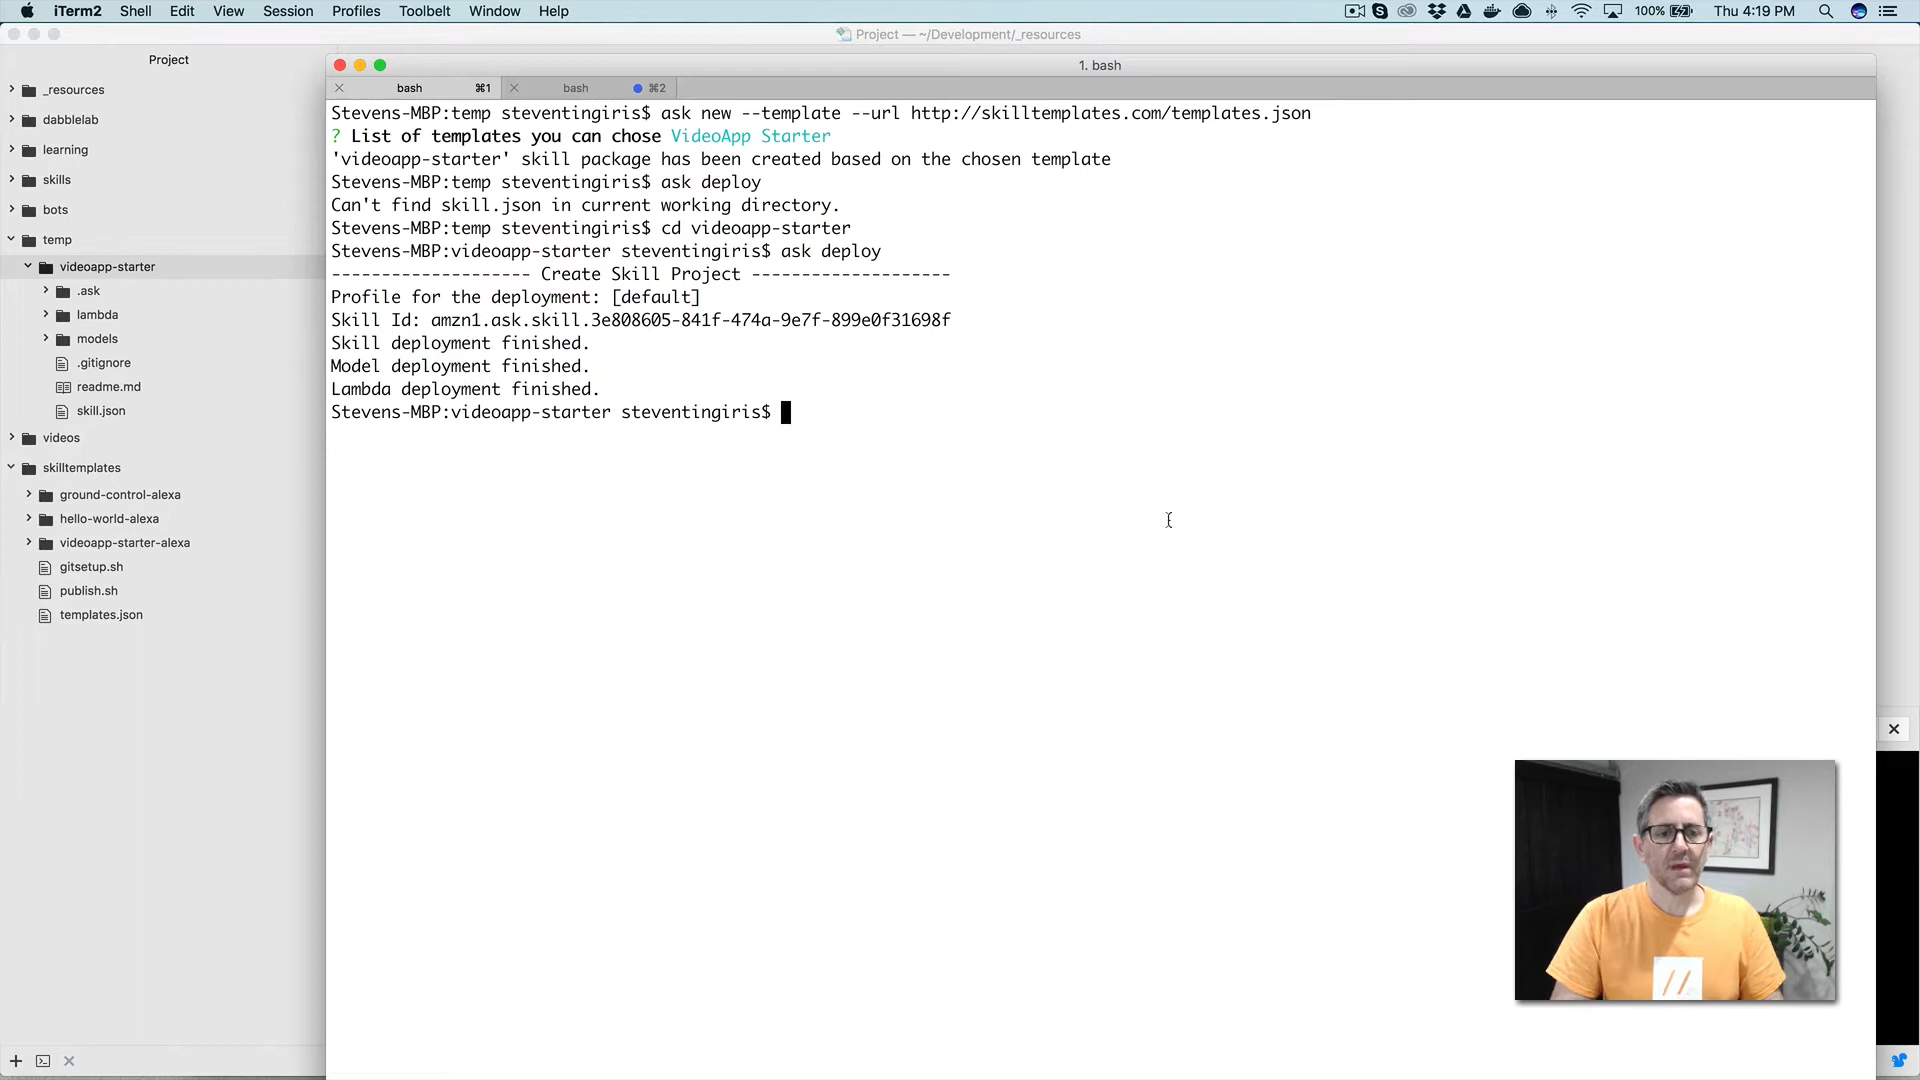 iTerm2 Shell Edit View Session Profiles Toolbelt Window Help 100% Thu 4:19 PM
Project — ~/Development/_resources
Project
_resources
dabblelab
learning
skills
bots
temp
videoapp-starter
.ask
lambda
models
.gitignore
readme.md
skill.json
videos
skilltemplates
ground-control-alexa
hello-world-alexa
videoapp-starter-alexa
gitsetup.sh
publish.sh
templates.json
1. bash
bash ⌘1 bash ⌘2
Stevens-MBP:temp steventingiris$ ask new --template --url http://skilltemplates.com/templates.json
? List of templates you can chose VideoApp Starter
'videoapp-starter' skill package has been created based on the chosen template
Stevens-MBP:temp steventingiris$ ask deploy
Can't find skill.json in current working directory.
Stevens-MBP:temp steventingiris$ cd videoapp-starter
Stevens-MBP:videoapp-starter steventingiris$ ask deploy
-------------------- Create Skill Project --------------------
Profile for the deployment: [default]
Skill Id: amzn1.ask.skill.3e808605-841f-474a-9e7f-899e0f31698f
Skill deployment finished.
Model deployment finished.
Lambda deployment finished.
Stevens-MBP:videoapp-starter steventingiris$
//